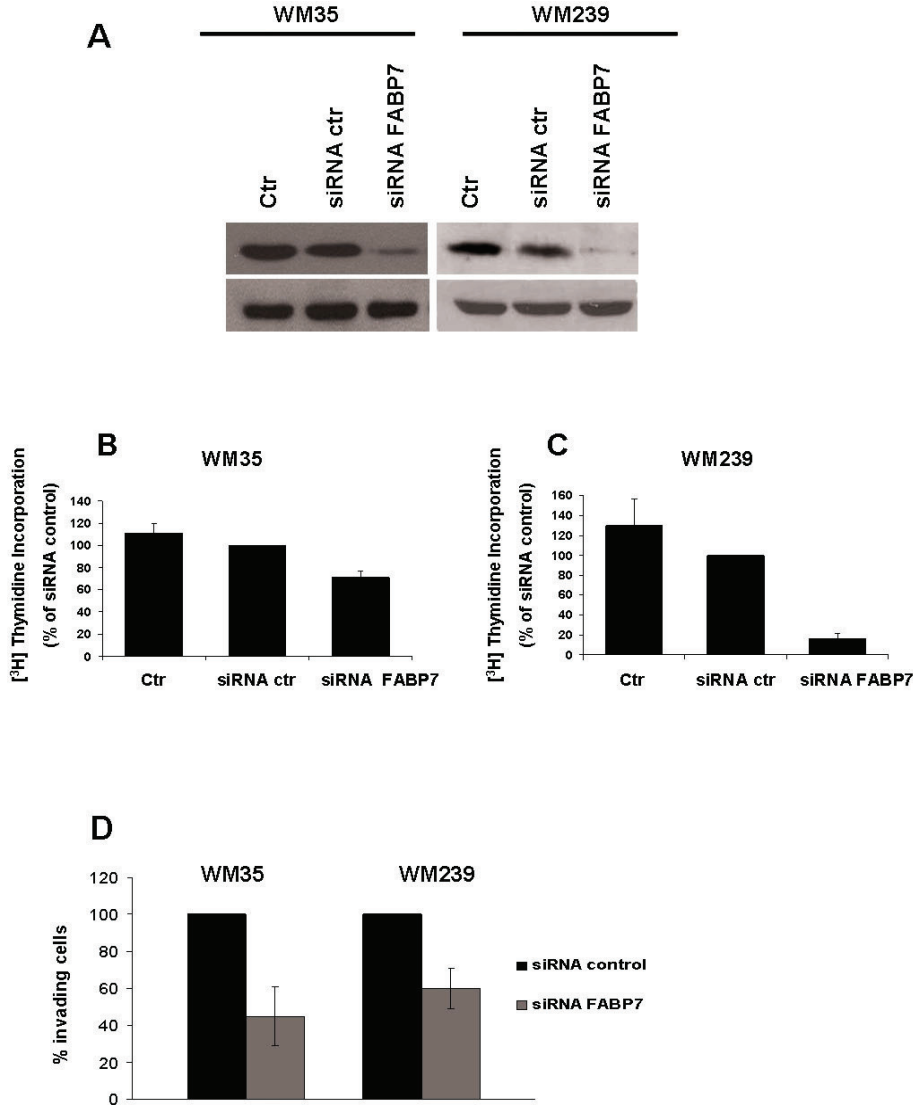 A
WM35
WM239
Ctr
siRNA ctr
siRNA FABP7
Ctr
siRNA ctr
siRNA FABP7
B
WM35
[³H] Thymidine Incorporation
(% of siRNA control)
140
120
100
80
60
40
20
0
Ctr
siRNA ctr
siRNA FABP7
C
WM239
[³H] Thymidine Incorporation
(% of siRNA control)
160
140
120
100
80
60
40
20
0
Ctr
siRNA ctr
siRNA FABP7
D
WM35
WM239
% invading cells
120
100
80
60
40
20
0
siRNA control
siRNA FABP7